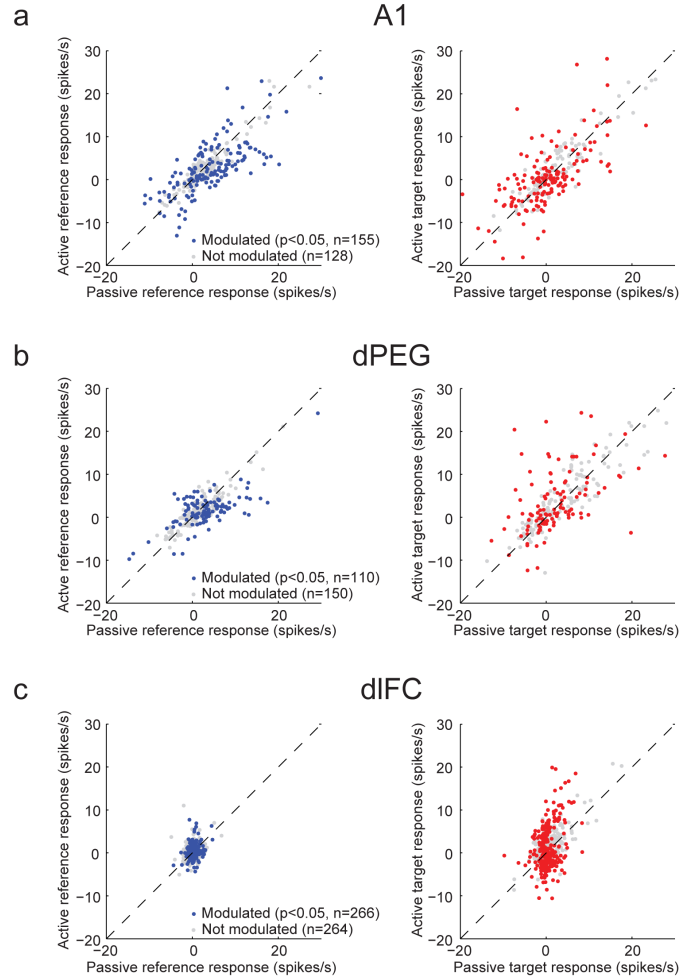 a
A1
30
20
10
0
−10
−20
−20
0
20
Active reference response (spikes/s)
Passive reference response (spikes/s)
Modulated (p<0.05, n=155)
Not modulated (n=128)
30
20
10
0
−10
−20
−20
0
20
Active target response (spikes/s)
Passive target response (spikes/s)
b
dPEG
30
20
10
0
−10
−20
−20
0
20
Active reference response (spikes/s)
Passive reference response (spikes/s)
Modulated (p<0.05, n=110)
Not modulated (n=150)
30
20
10
0
−10
−20
−20
0
20
Active target response (spikes/s)
Passive target response (spikes/s)
c
dlFC
30
20
10
0
−10
−20
−20
0
20
Active reference response (spikes/s)
Passive reference response (spikes/s)
Modulated (p<0.05, n=266)
Not modulated (n=264)
30
20
10
0
−10
−20
−20
0
20
Active target response (spikes/s)
Passive target response (spikes/s)